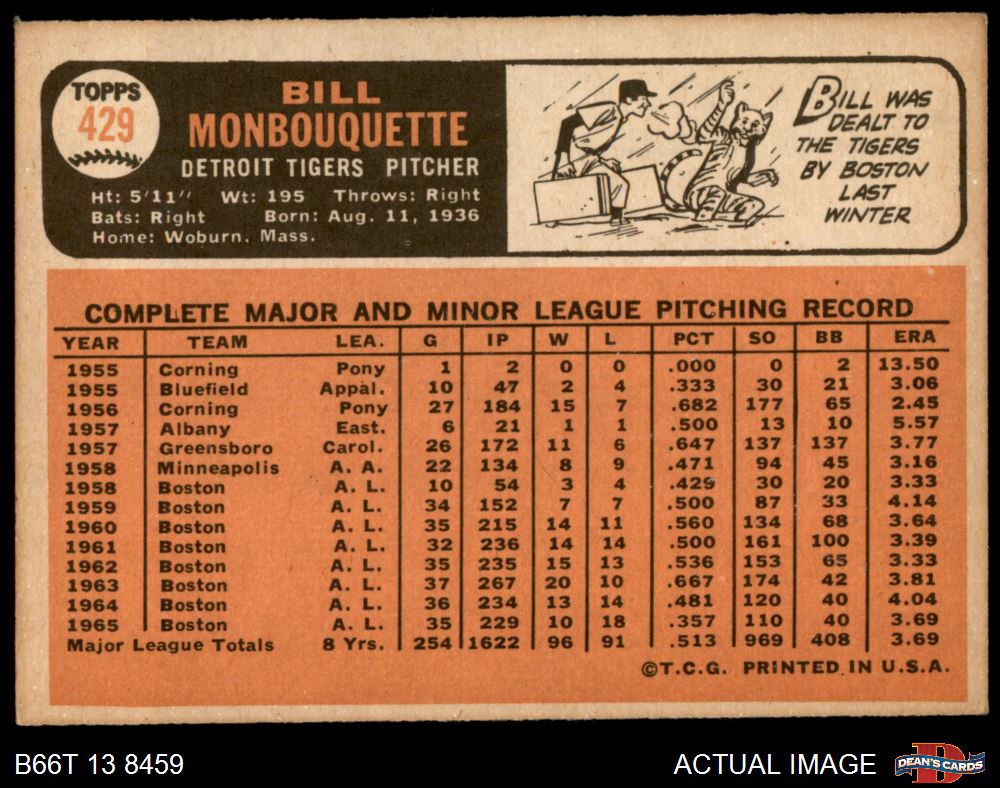 TOPPS
429
BILL
MONBOUQUETTE
DETROIT TIGERS PITCHER
Ht: 5'11" Wt: 195 Throws: Right
Bats: Right Born: Aug. 11, 1936
Home: Woburn, Mass.
BILL WAS
DEALT TO
THE TIGERS
BY BOSTON
LAST
WINTER
COMPLETE MAJOR AND MINOR LEAGUE PITCHING RECORD
YEAR TEAM LEA. G IP W L PCT SO BB ERA
1955 Corning Pony 1 2 0 0 .000 0 2 13.50
1955 Bluefield Appal. 10 47 2 4 .333 30 21 3.06
1956 Corning Pony 27 184 15 7 .682 177 65 2.45
1957 Albany East. 6 21 1 1 .500 13 10 5.57
1957 Greensboro Carol. 26 172 11 6 .647 137 137 3.77
1958 Minneapolis A. A. 22 134 8 9 .471 94 45 3.16
1958 Boston A. L. 10 54 3 4 .429 30 20 3.33
1959 Boston A. L. 34 152 7 7 .500 87 33 4.14
1960 Boston A. L. 35 215 14 11 .560 134 68 3.64
1961 Boston A. L. 32 236 14 14 .500 161 100 3.39
1962 Boston A. L. 35 235 15 13 .536 153 65 3.33
1963 Boston A. L. 37 267 20 10 .667 174 42 3.81
1964 Boston A. L. 36 234 13 14 .481 120 40 4.04
1965 Boston A. L. 35 229 10 18 .357 110 40 3.69
Major League Totals 8 Yrs. 254 1622 96 91 .513 969 408 3.69
©T.C.G. PRINTED IN U.S.A.
B66T 13 8459
ACTUAL IMAGE
D
DEAN'S CARDS